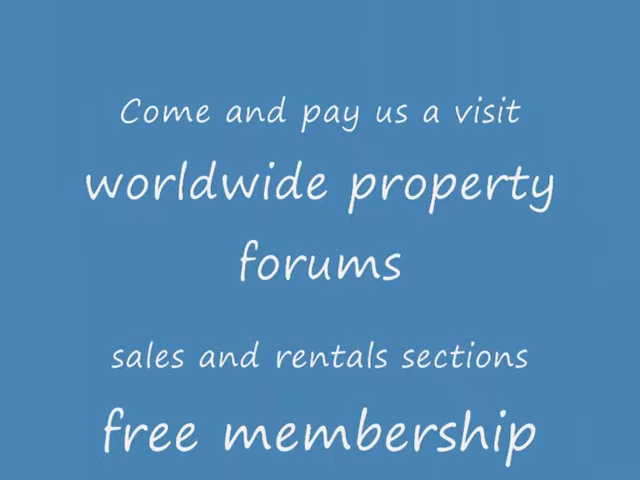 Come and pay us a visit
worldwide property
forums
sales and rentals sections
free membership